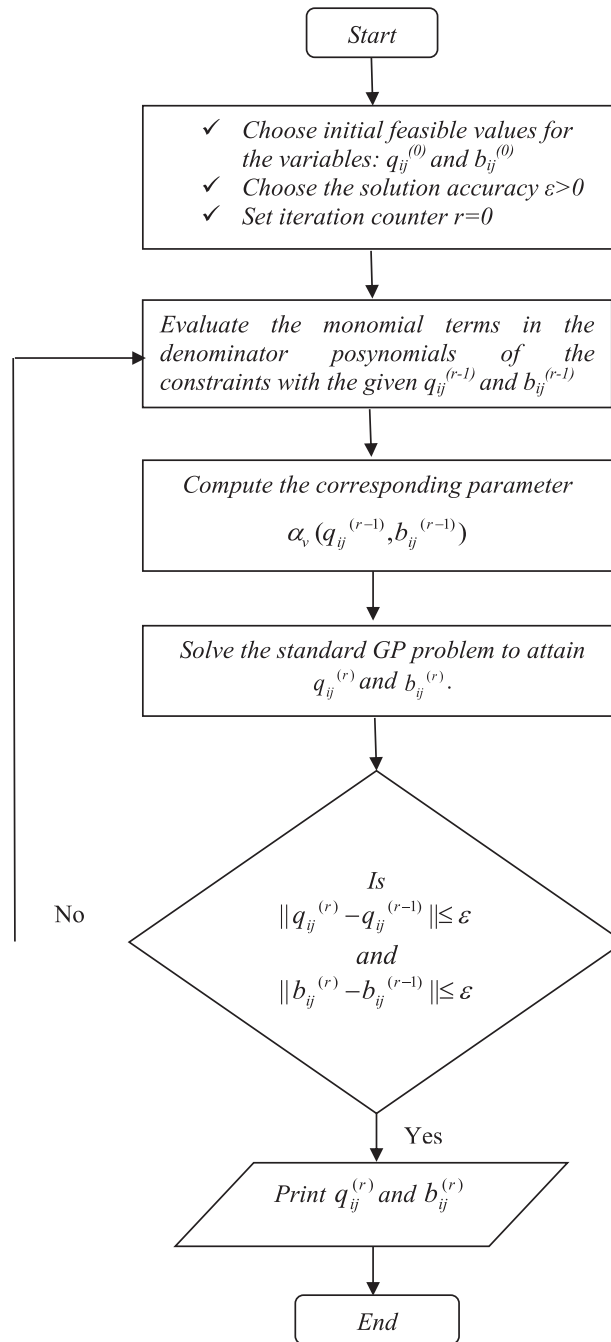 Start
✓ Choose initial feasible values for
the variables: q_ij^(0) and b_ij^(0)
✓ Choose the solution accuracy ε>0
✓ Set iteration counter r=0
Evaluate the monomial terms in the
denominator posynomials of the
constraints with the given q_ij^(r-1) and b_ij^(r-1)
Compute the corresponding parameter
α_v (q_ij^(r−1), b_ij^(r−1))
Solve the standard GP problem to attain
q_ij^(r) and b_ij^(r).
Is
|| q_ij^(r) − q_ij^(r−1) || ≤ ε
and
|| b_ij^(r) − b_ij^(r−1) || ≤ ε
No
Yes
Print q_ij^(r) and b_ij^(r)
End